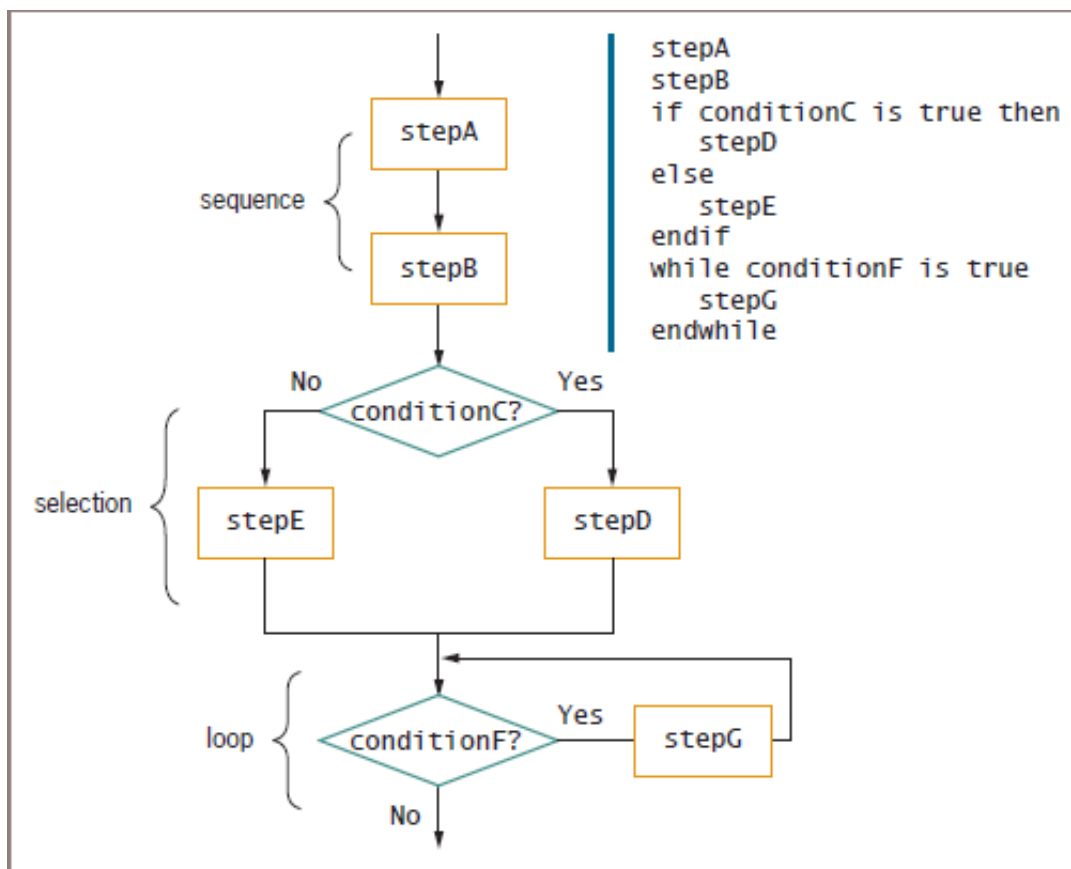 stepA
stepB
if conditionC is true then
stepD
else
stepE
endif
while conditionF is true
stepG
endwhile
stepA
sequence
stepB
No
Yes
conditionC?
selection
stepE
stepD
loop
conditionF?
Yes
stepG
No